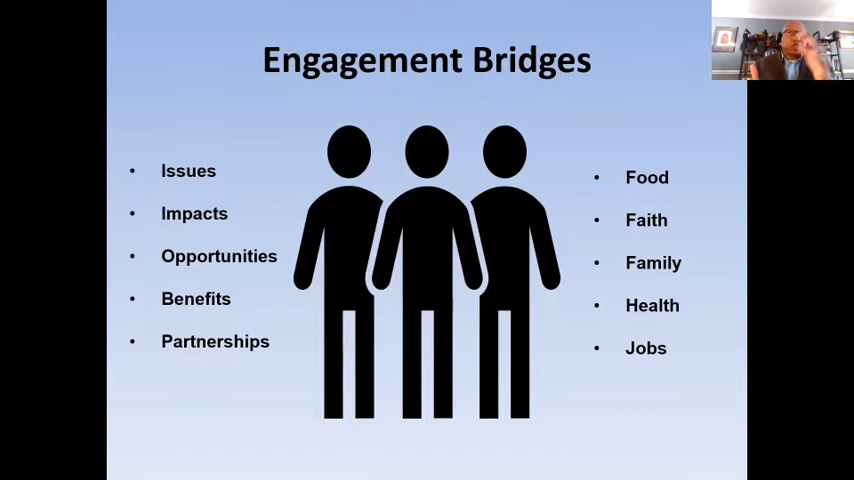 Engagement Bridges
• Issues
• Impacts
• Opportunities
• Benefits
• Partnerships
• Food
• Faith
• Family
• Health
• Jobs